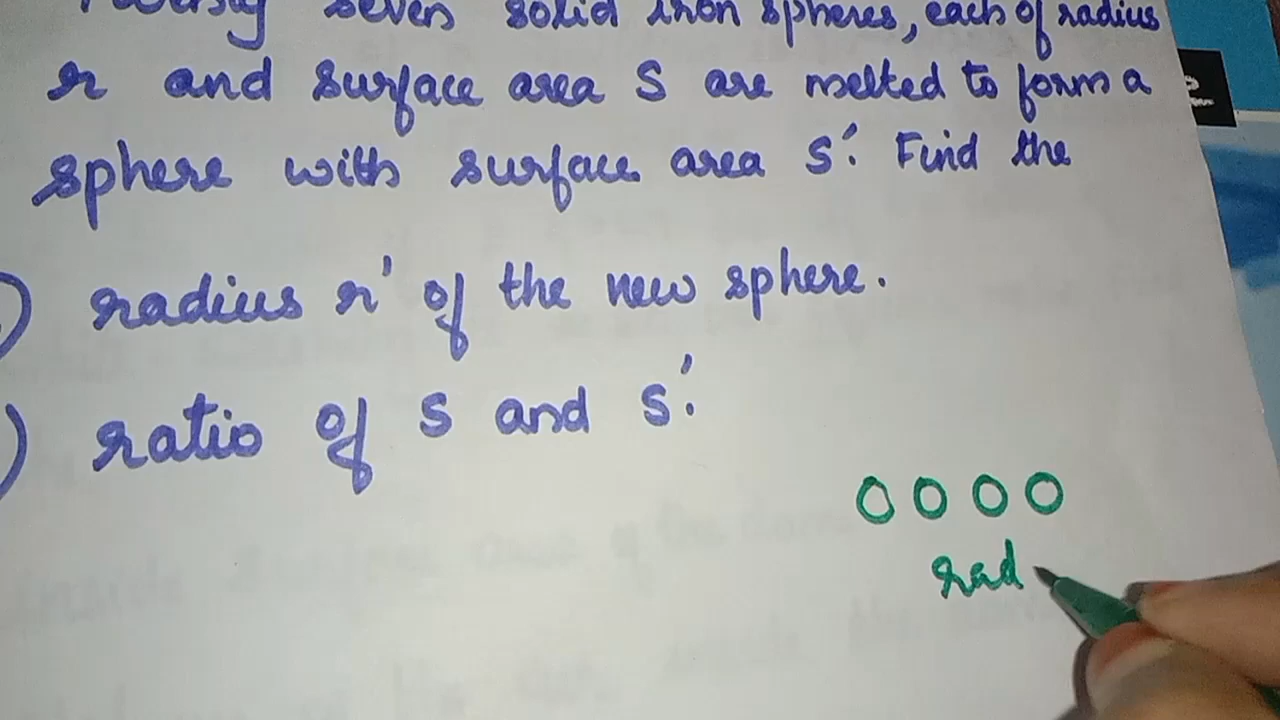 seven solid iron spheres, each of radius
r and surface area S are melted to form a
sphere with surface area S'. Find the
) radius r' of the new sphere.
) ratio of S and S'.
O O O O
rad